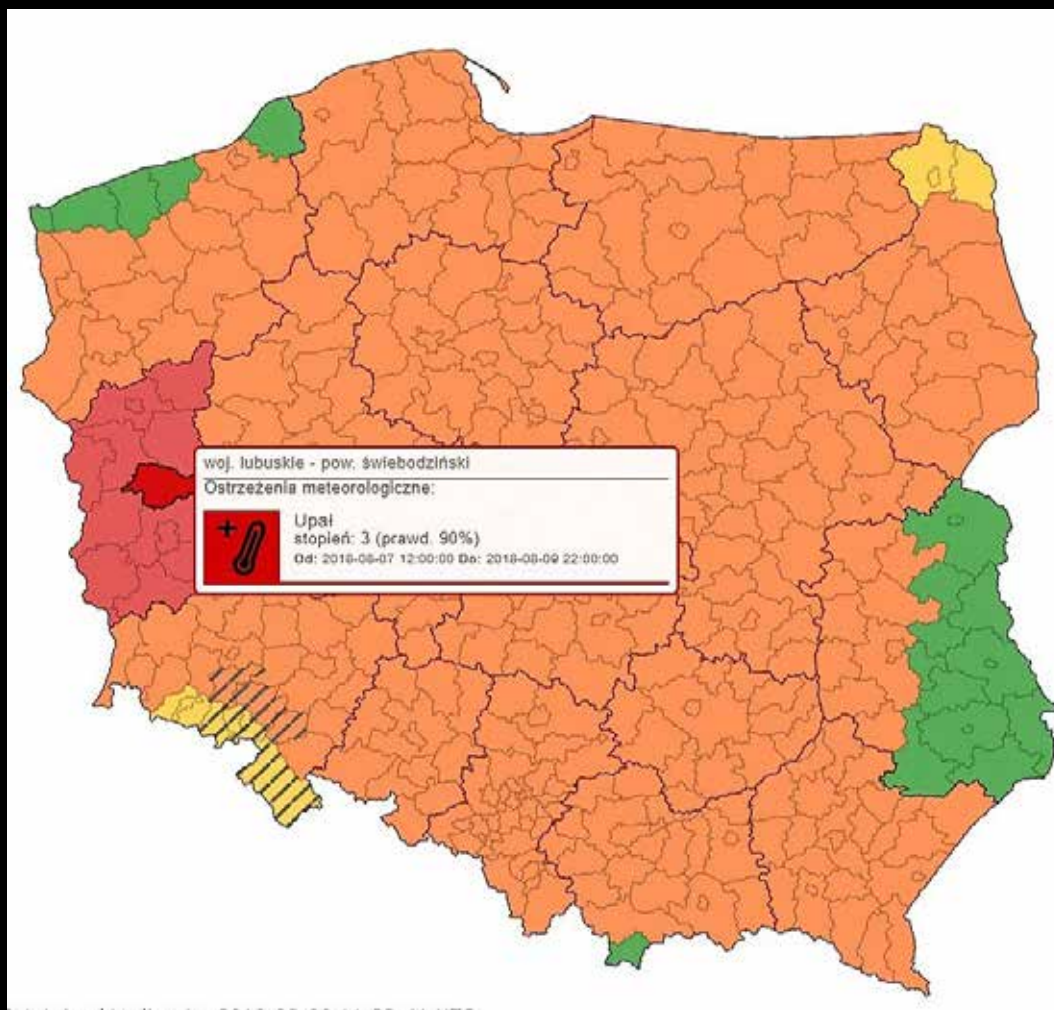 woj. lubuskie - pow. świebodziński
Ostrzeżenia meteorologiczne:
Upał
stopień: 3 (prawd. 90%)
Od: 2018-08-07 12:00:00 Do: 2018-08-09 22:00:00